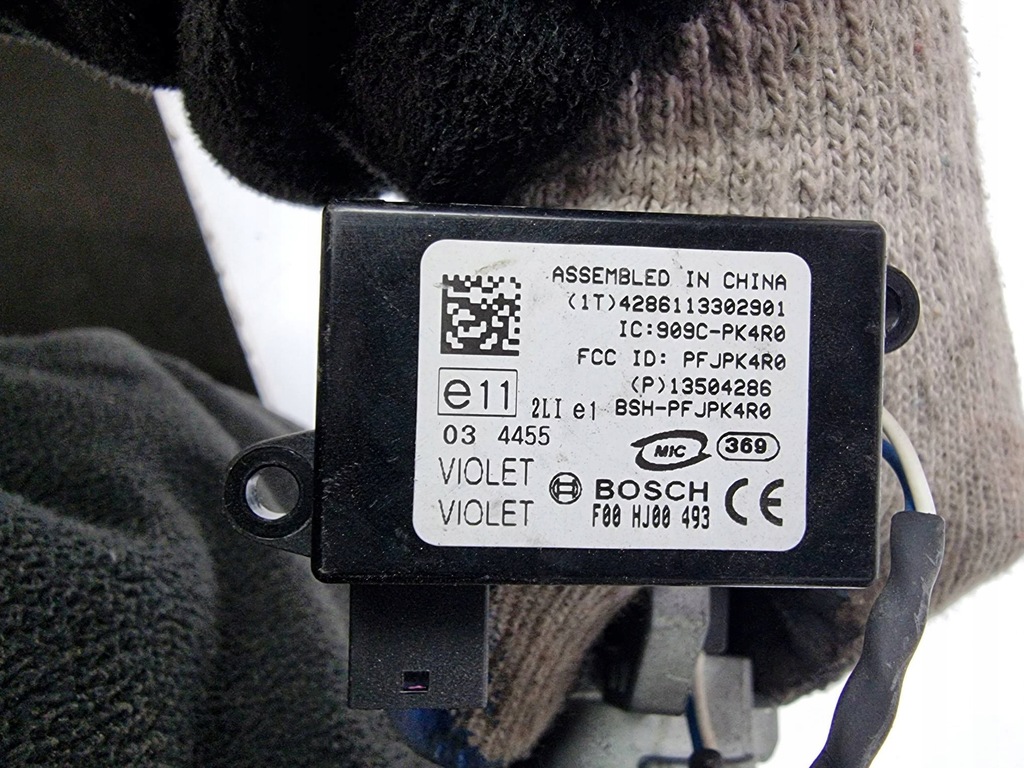 ASSEMBLED IN CHINA
(1T)4286113302901
IC:909C-PK4R0
FCC ID: PFJPK4R0
(P)13504286
e11 2LI e1 BSH-PFJPK4R0
03 4455
MIC 369
VIOLET
BOSCH CE
VIOLET
F00 HJ00 493